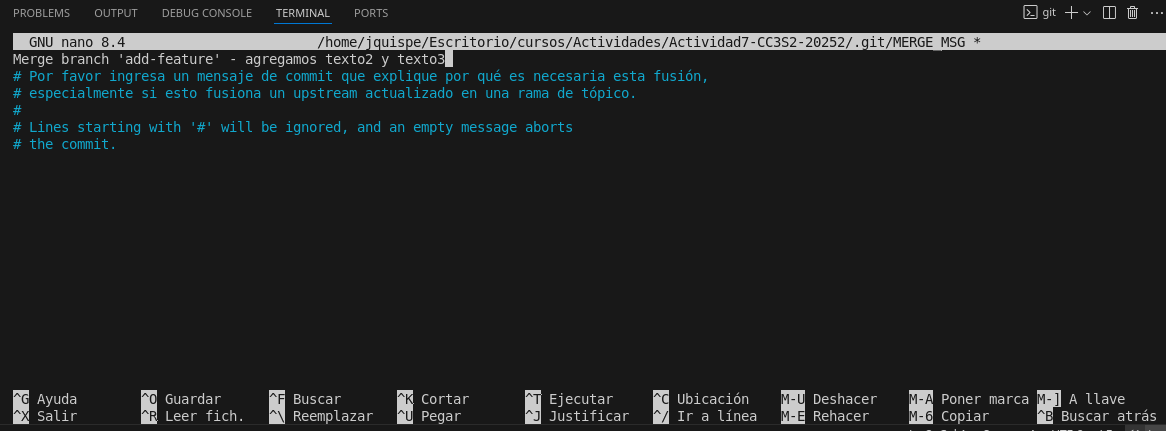 PROBLEMS OUTPUT DEBUG CONSOLE TERMINAL PORTS git
GNU nano 8.4 /home/jquispe/Escritorio/cursos/Actividades/Actividad7-CC3S2-20252/.git/MERGE_MSG *
Merge branch 'add-feature' - agregamos texto2 y texto3
# Por favor ingresa un mensaje de commit que explique por qué es necesaria esta fusión,
# especialmente si esto fusiona un upstream actualizado en una rama de tópico.
#
# Lines starting with '#' will be ignored, and an empty message aborts
# the commit.
^G Ayuda ^O Guardar ^F Buscar ^K Cortar ^T Ejecutar ^C Ubicación M-U Deshacer M-A Poner marca M-] A llave
^X Salir ^R Leer fich. ^\ Reemplazar ^U Pegar ^J Justificar ^/ Ir a línea M-E Rehacer M-6 Copiar ^B Buscar atrás